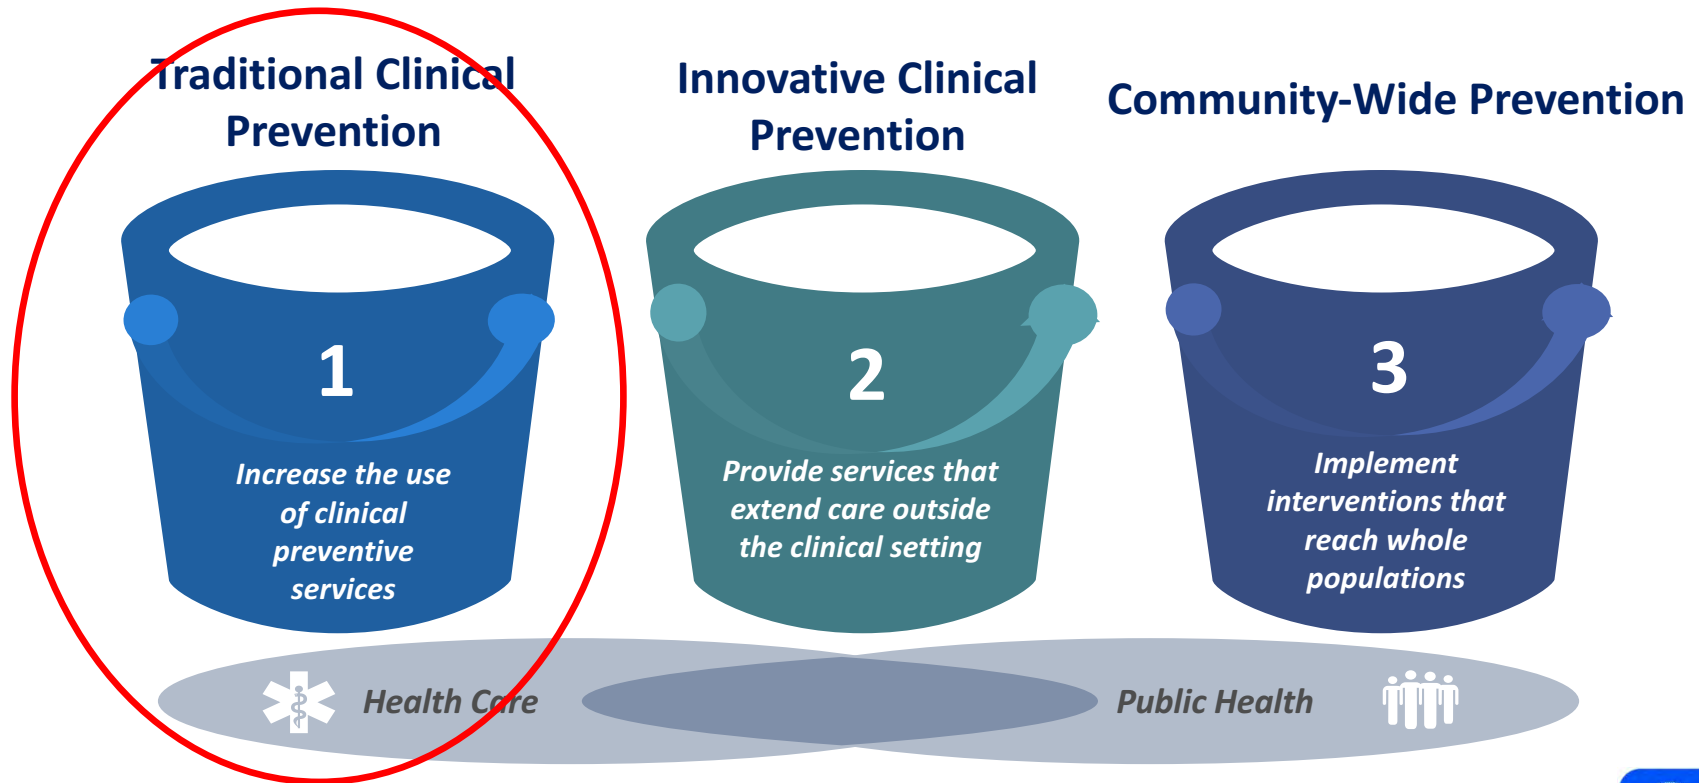 Traditional Clinical
Prevention
Innovative Clinical
Prevention
Community-Wide Prevention
1
Increase the use
of clinical
preventive
services
2
Provide services that
extend care outside
the clinical setting
3
Implement
interventions that
reach whole
populations
Health Care
Public Health